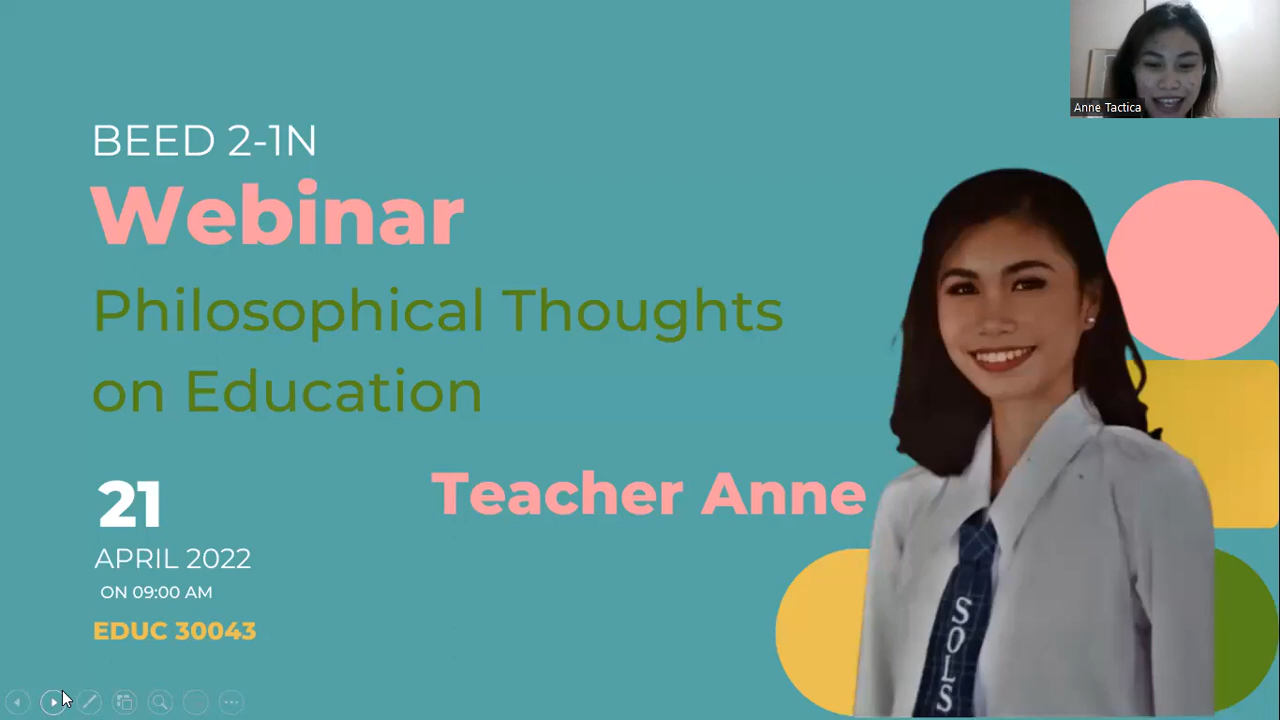 Anne Tactica
BEED 2-1N
Webinar
Philosophical Thoughts
on Education
Teacher Anne
21
APRIL 2022
ON 09:00 AM
EDUC 30043
SOLS